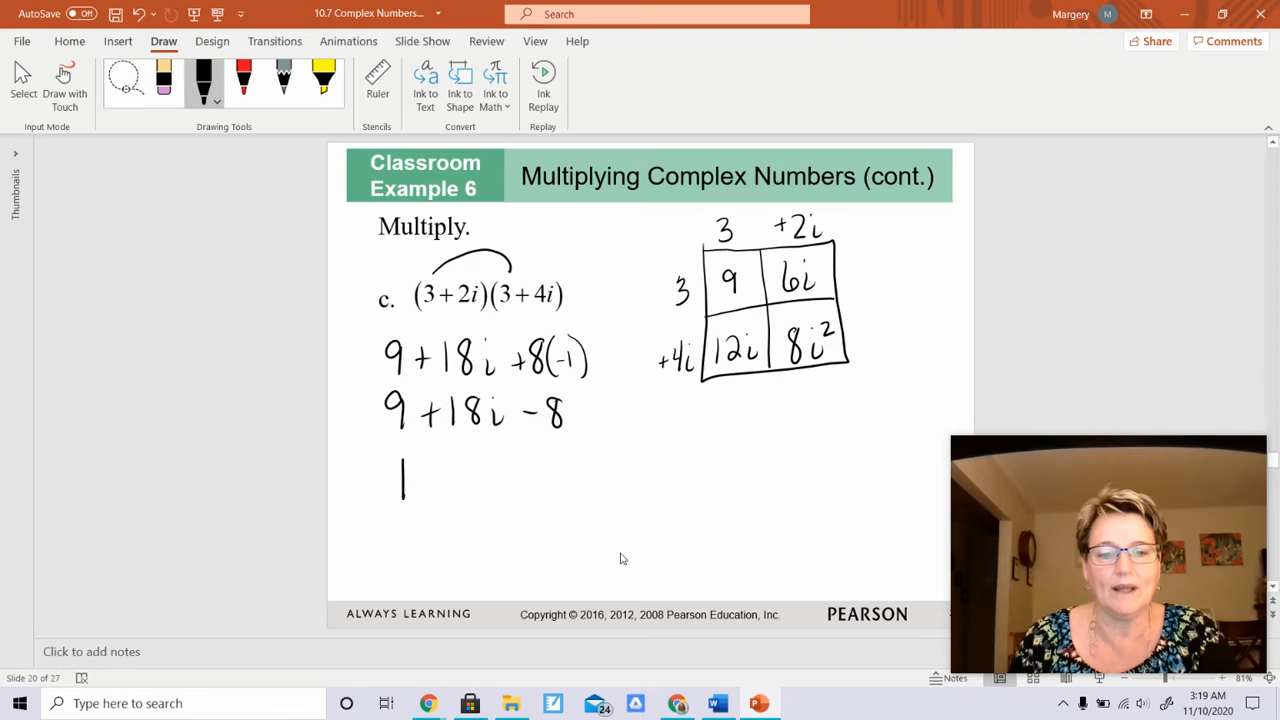 AutoSave Off
10.7 Complex Numbers...
Search
Margery M
File Home Insert Draw Design Transitions Animations Slide Show Review View Help
Share Comments
Select
Draw with Touch
Ruler
Ink to Text
Ink to Shape
Ink to Math
Ink Replay
Input Mode
Drawing Tools
Stencils
Convert
Replay
Thumbnails
Classroom Example 6
Multiplying Complex Numbers (cont.)
Multiply.
c. (3 + 2i)(3 + 4i)
9 + 18i + 8(-1)
9 + 18i - 8
1
3 +2i
3 9 6i
+4i 12i 8i²
ALWAYS LEARNING
Copyright © 2016, 2012, 2008 Pearson Education, Inc.
PEARSON
Click to add notes
Slide 20 of 27
Notes
81%
Type here to search
24
3:19 AM
11/10/2020